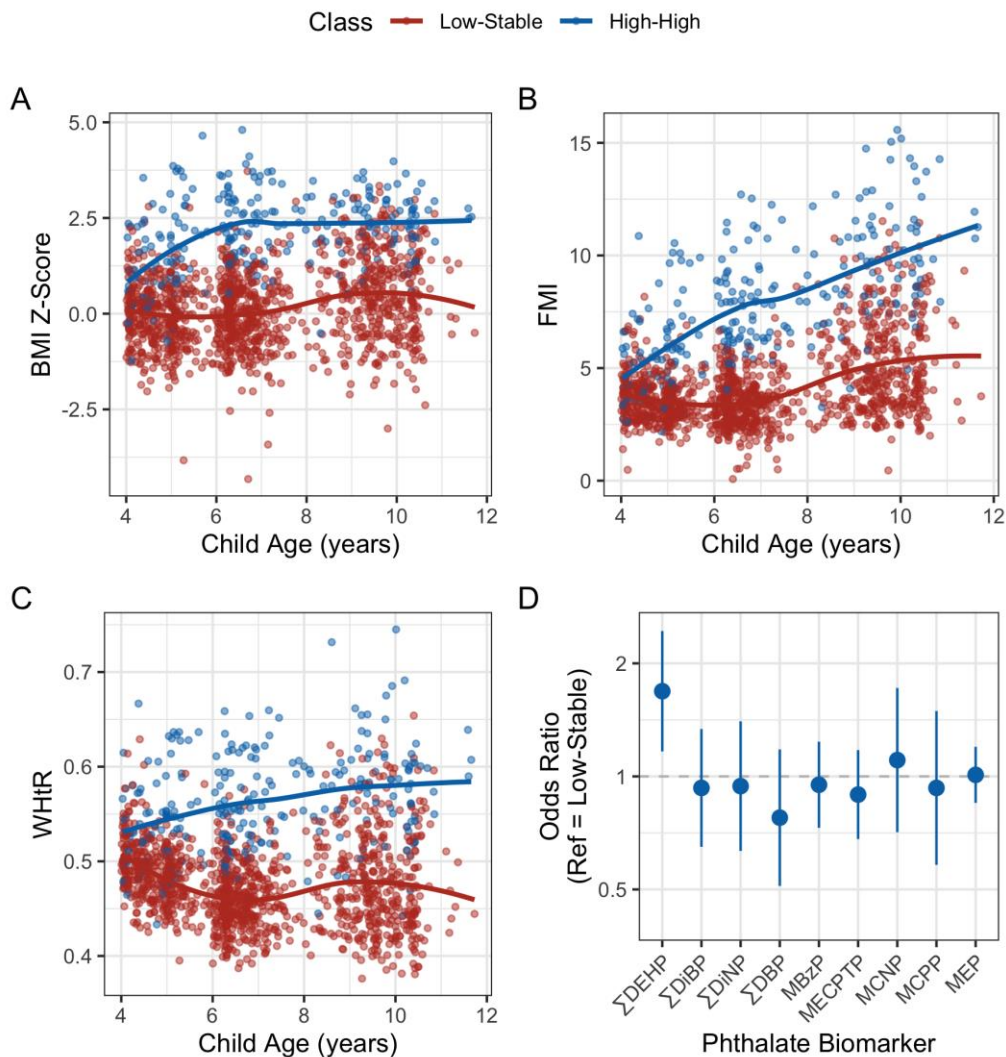 Class Low-Stable High-High
A
5.0
2.5
0.0
-2.5
BMI Z-Score
4 6 8 10 12
Child Age (years)
B
15
10
5
0
FMI
4 6 8 10 12
Child Age (years)
C
0.7
0.6
0.5
0.4
WHtR
4 6 8 10 12
Child Age (years)
D
2
1
0.5
Odds Ratio
(Ref = Low-Stable)
ΣDEHP
ΣDiBP
ΣDiNP
ΣDBP
MBzP
MECPTP
MCNP
MCPP
MEP
Phthalate Biomarker